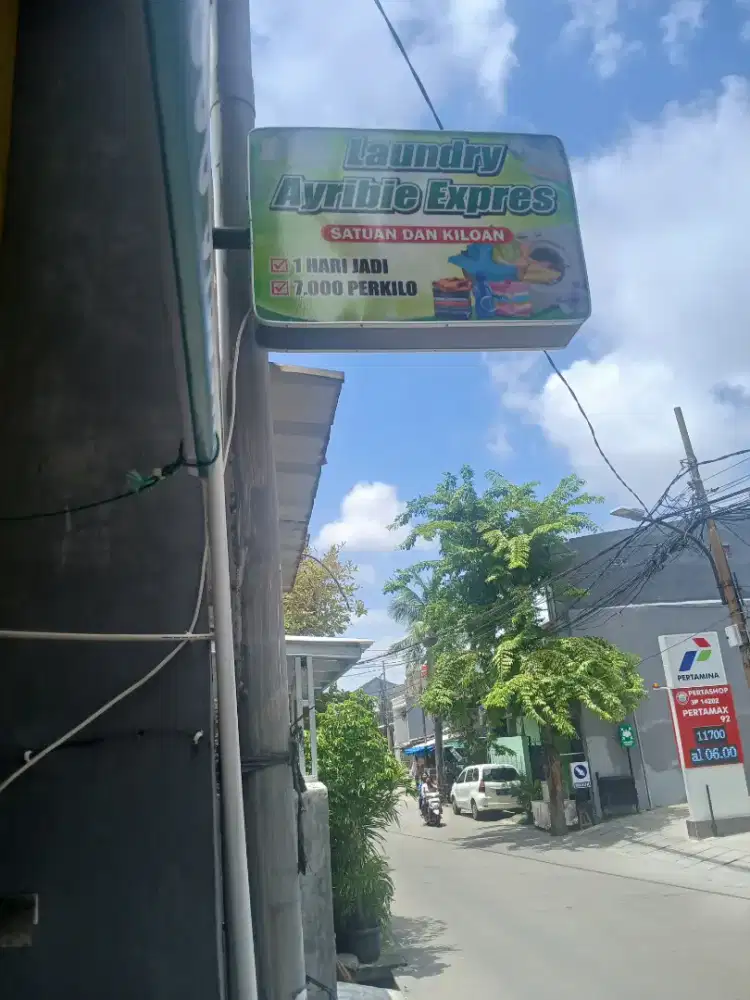 Laundry
Ayribie Expres
SATUAN DAN KILOAN
1 HARI JADI
7.000 PERKILO
PERTAMINA
PERTASHOP
PERTAMAX
92
11700
06.00